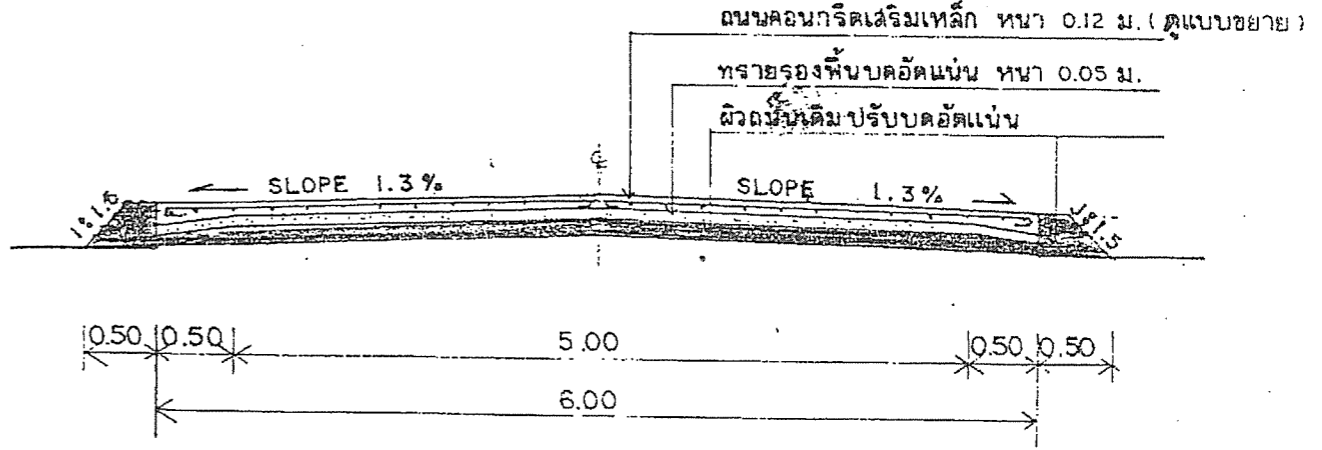 ถนนคอนกรีตเสริมเหล็ก หนา 0.12 ม. (ดูแบบขยาย)
ทรายรองพื้นบดอัดแน่น หนา 0.05 ม.
ผิวถนนเดิมปรับบดอัดแน่น
SLOPE 1.3%
SLOPE 1.3%
1:1.5
1:1.5
0.50 0.50 5.00 0.50 0.50
6.00